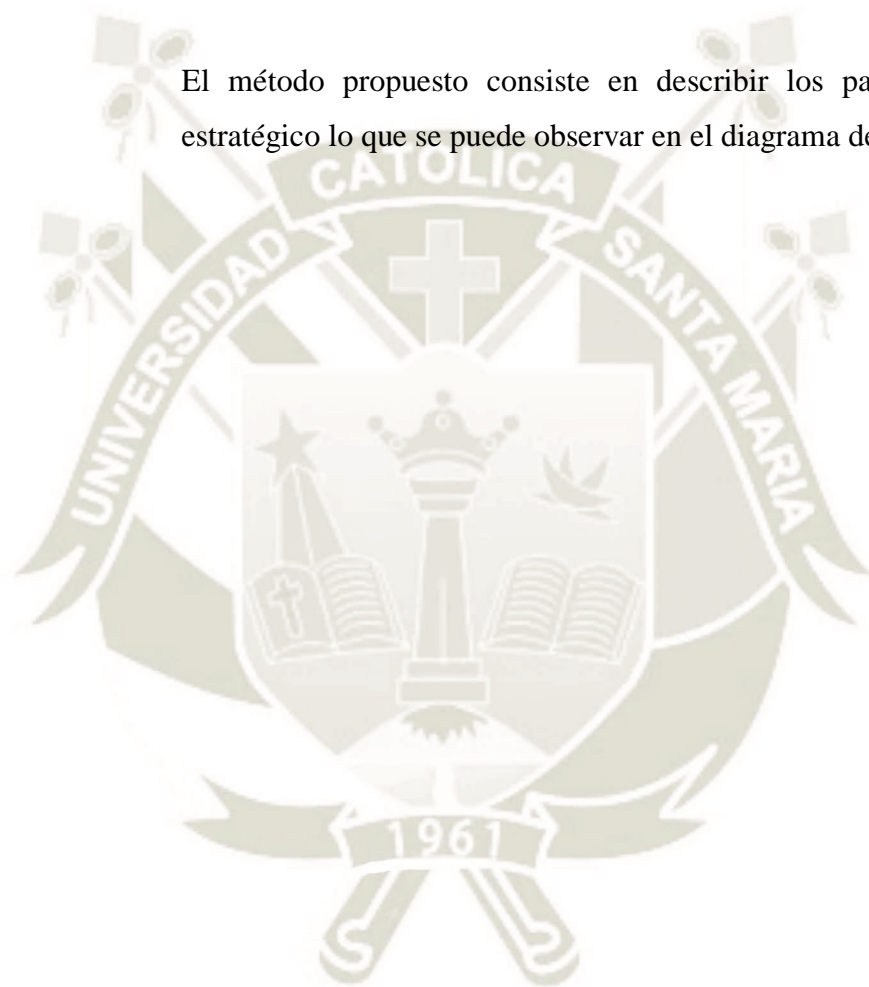 El método propuesto consiste en describir los pa
estratégico lo que se puede observar en el diagrama de
CATÓLICA
UNIVERSIDAD
SANTA MARIA
1961